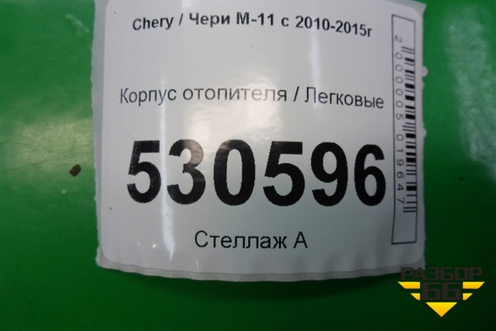 Chery / Чери М-11 с 2010-2015г
Корпус отопителя / Легковые
530596
Стеллаж А
2000005019647
РАЗБОР
66